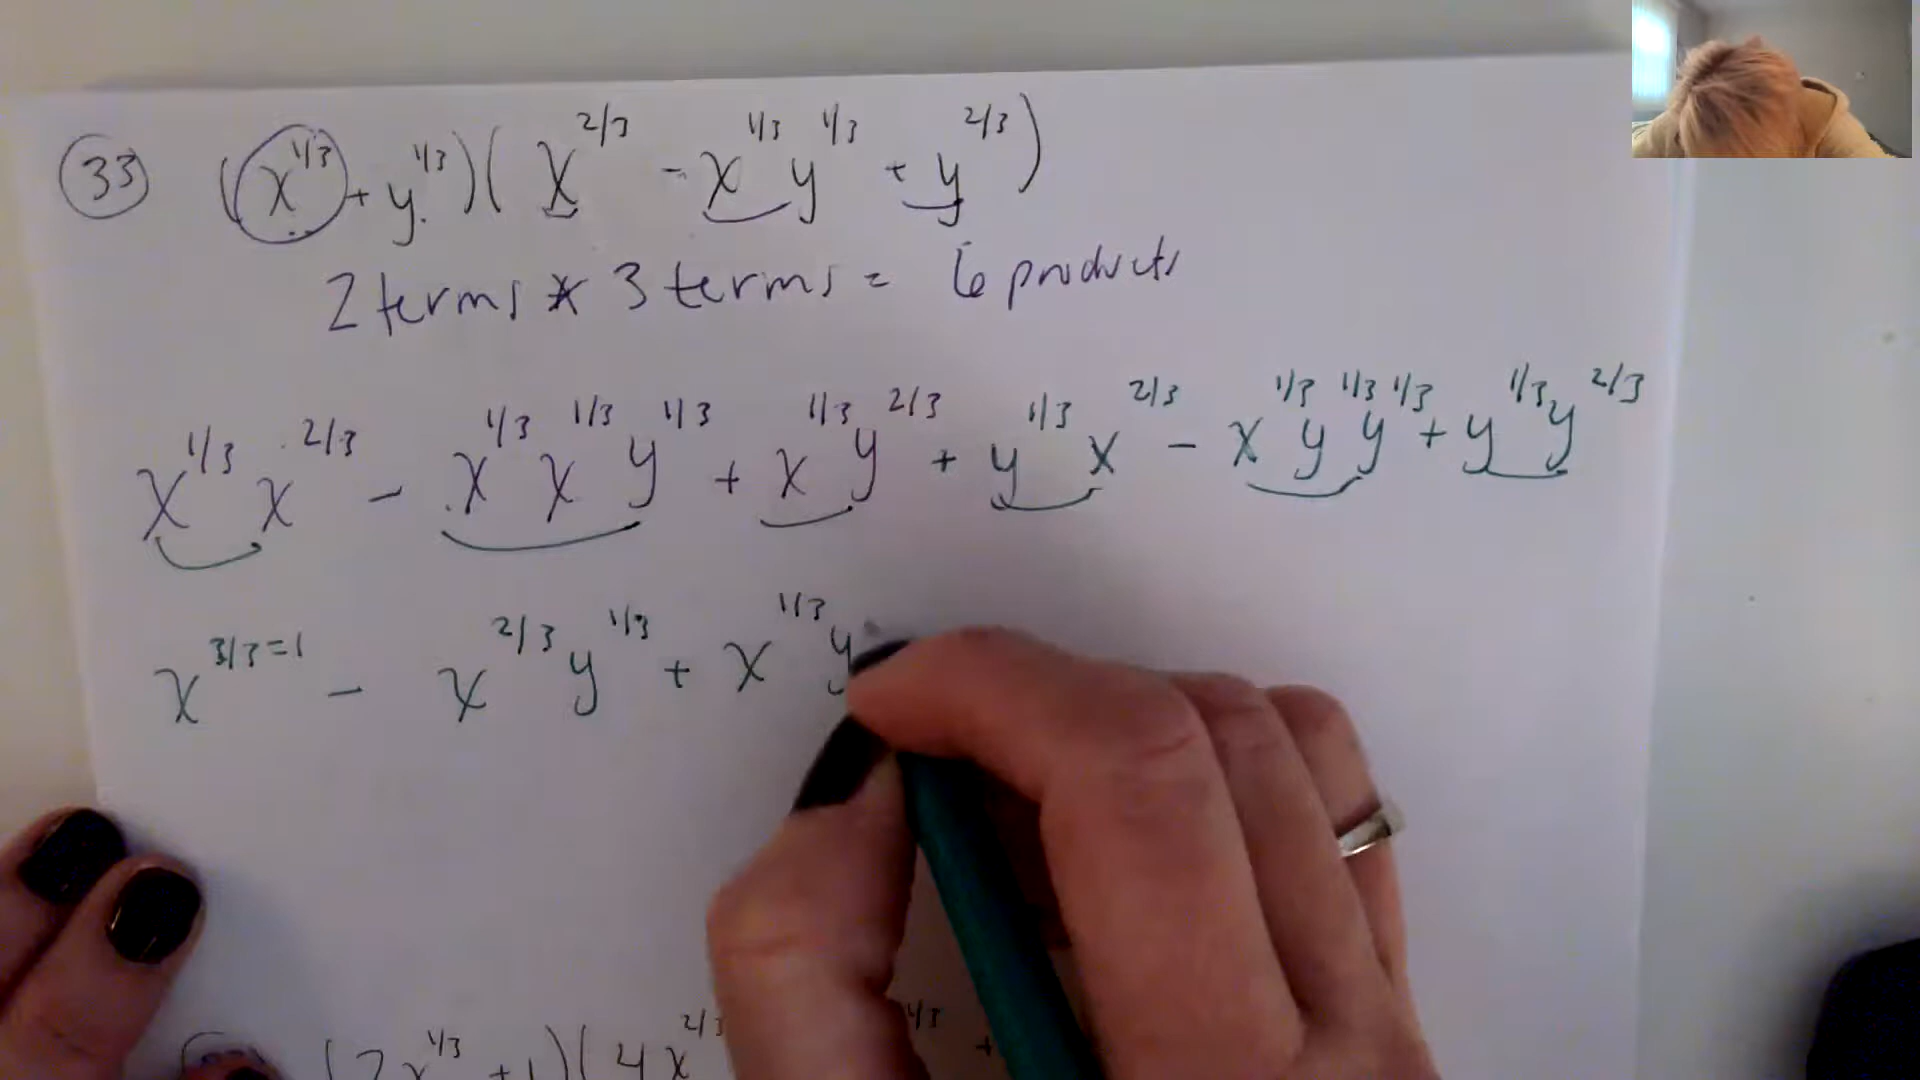 33 (x^1/3 + y^1/3)(x^2/3 - x^1/3 y^1/3 + y^2/3)
2 terms * 3 terms = 6 products
x^1/3 x^2/3 - x^1/3 x^1/3 y^1/3 + x^1/3 y^2/3 + y^1/3 x^2/3 - x^1/3 y^1/3 y^1/3 + y^1/3 y^2/3
x^3/3=1 - x^2/3 y^1/3 + x^1/3 y
(2x^1/3 + 1)(4x^2/3